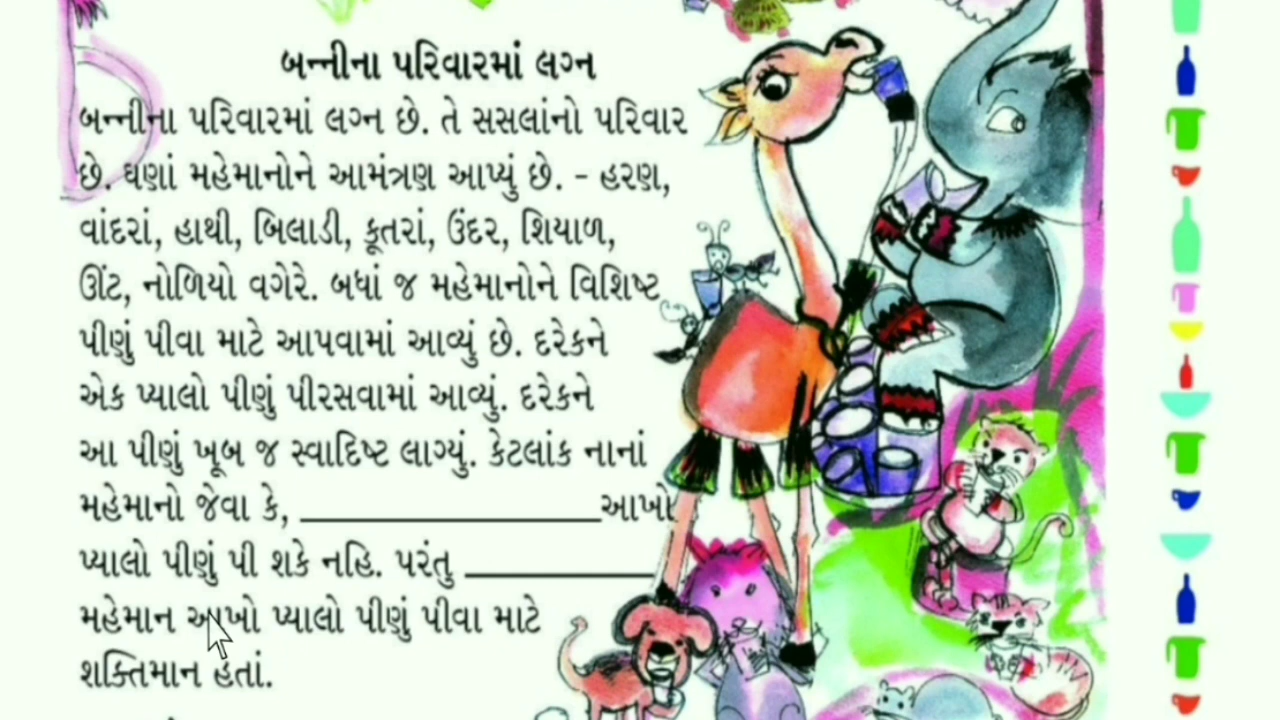 બન્નીના પરિવારમાં લગ્ન
બન્નીના પરિવારમાં લગ્ન છે. તે સસલાંનો પરિવાર
છે. ઘણાં મહેમાનોને આમંત્રણ આપ્યું છે. - હરણ,
વાંદરાં, હાથી, બિલાડી, કૂતરાં, ઉંદર, શિયાળ,
ઊંટ, નોળિયો વગેરે. બધાં જ મહેમાનોને વિશિષ્ટ
પીણું પીવા માટે આપવામાં આવ્યું છે. દરેકને
એક પ્યાલો પીણું પીરસવામાં આવ્યું. દરેકને
આ પીણું ખૂબ જ સ્વાદિષ્ટ લાગ્યું. કેટલાંક નાનાં
મહેમાનો જેવા કે, ____________________આખો
પ્યાલો પીણું પી શકે નહિ. પરંતુ ____________
મહેમાન આખો પ્યાલો પીણું પીવા માટે
શક્તિમાન હતાં.